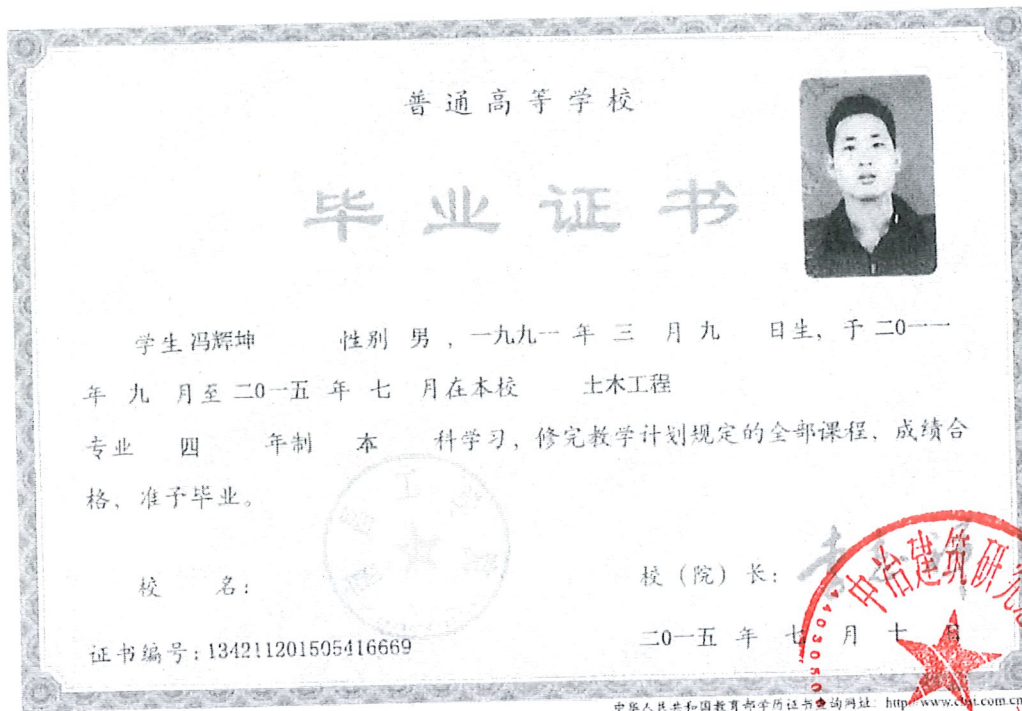 普通高等学校
毕业证书
学生 冯辉坤 性别 男 ，一九九一 年 三 月 九 日生，于 二0一一
年 九 月至 二0一五 年 七 月在本校 土木工程
专业 四 年制 本 科学习，修完教学计划规定的全部课程，成绩合
格，准予毕业。
校 名：
校（院）长：
证书编号：134211201505416669
二0一五 年 七 月 七 日
中冶建筑研究
中华人民共和国教育部学历证书查询网址：